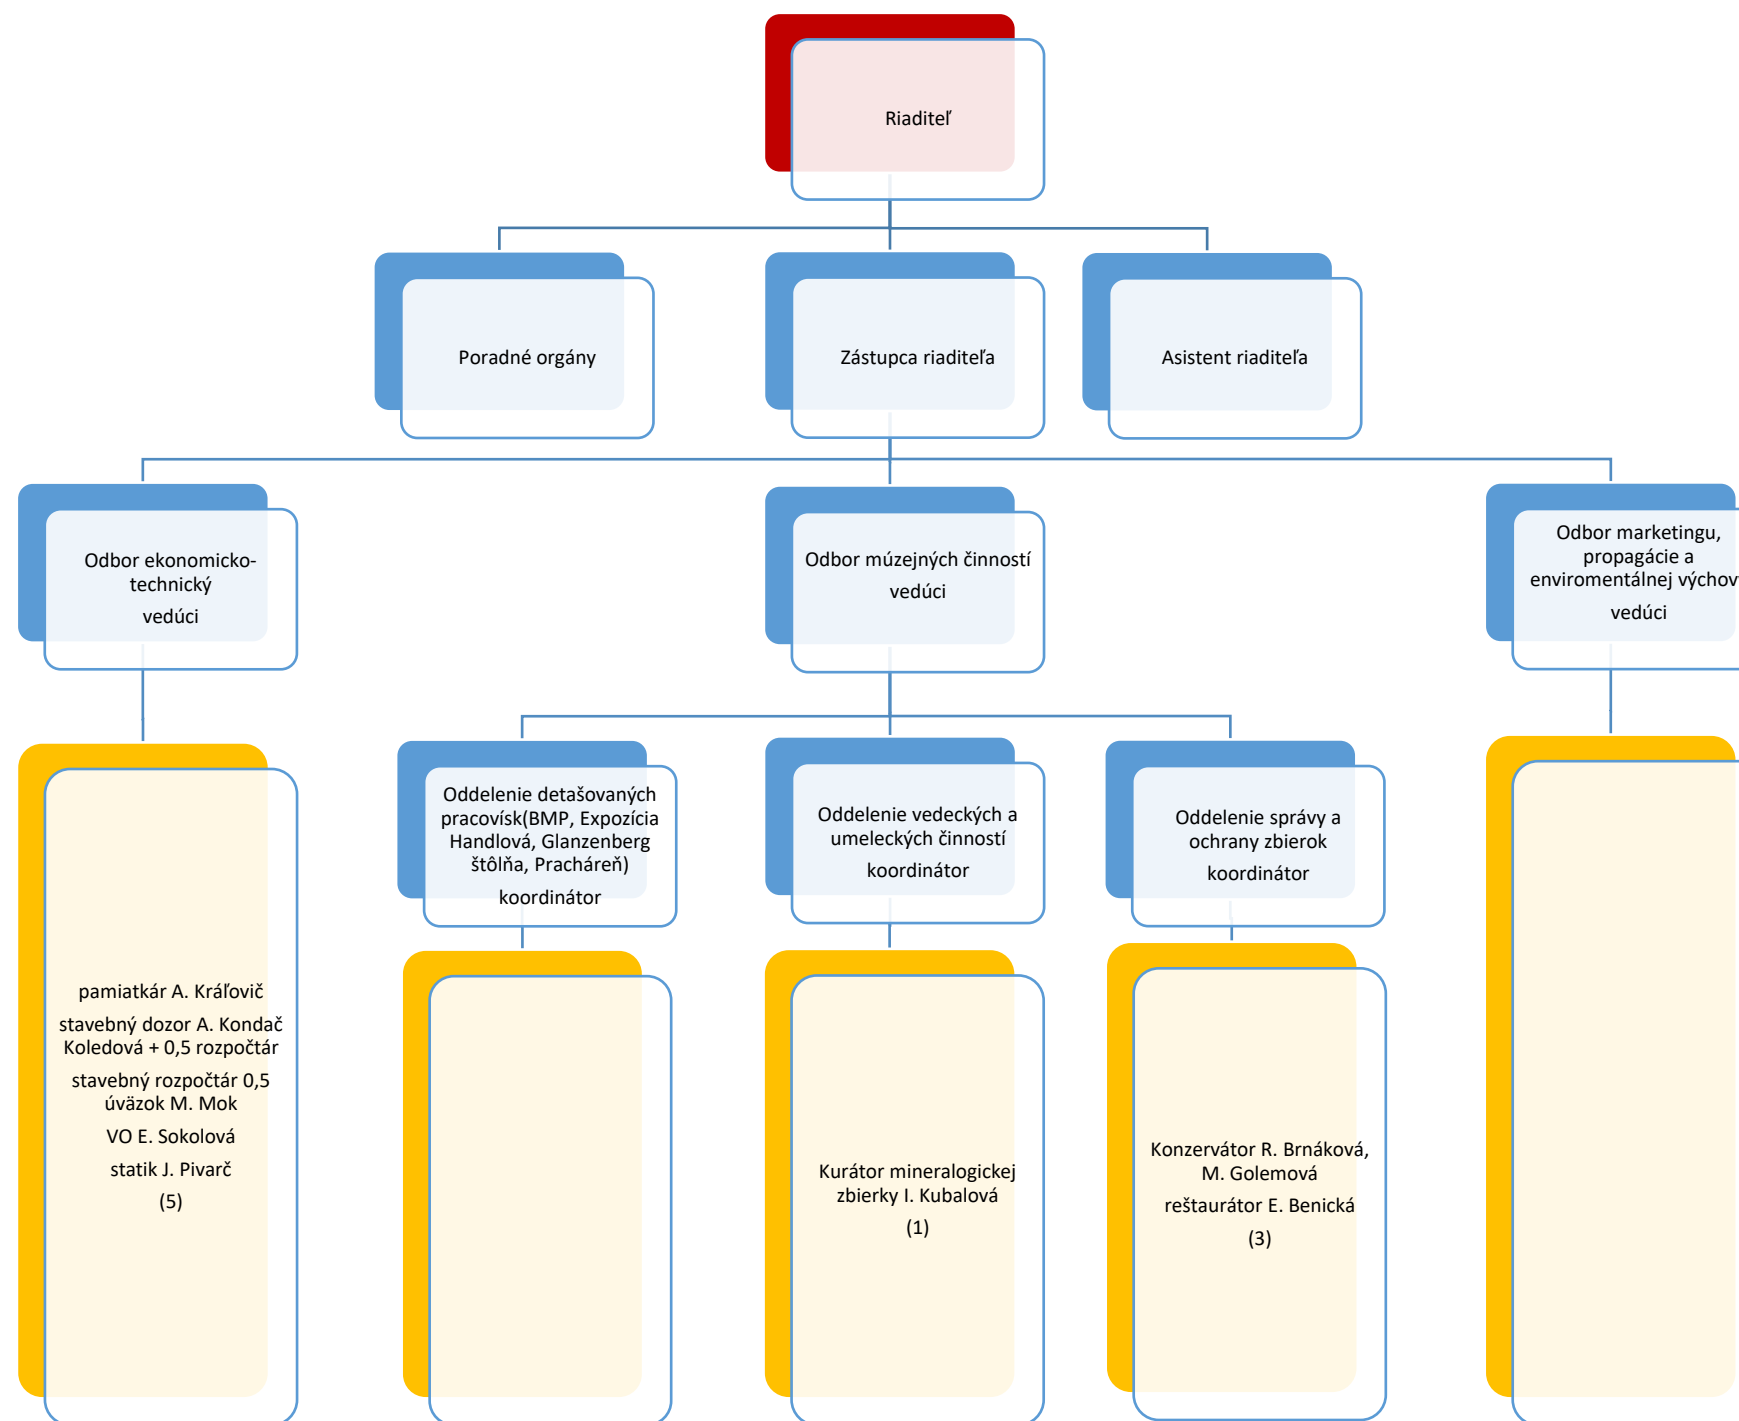 Riaditeľ
Poradné orgány
Zástupca riaditeľa
Asistent riaditeľa
Odbor ekonomicko-
technický
vedúci
Odbor múzejných činností
vedúci
Odbor marketingu,
propagácie a
enviromentálnej výchovy
vedúci
Oddelenie detašovaných
pracovísk(BMP, Expozícia
Handlová, Glanzenberg
štôlňa, Pracháreň)
koordinátor
Oddelenie vedeckých a
umeleckých činností
koordinátor
Oddelenie správy a
ochrany zbierok
koordinátor
pamiatkár A. Kráľovič
stavebný dozor A. Kondač
Koledová + 0,5 rozpočtár
stavebný rozpočtár 0,5
úväzok M. Mok
VO E. Sokolová
statik J. Pivarč
(5)
Kurátor mineralogickej
zbierky I. Kubalová
(1)
Konzervátor R. Brnáková,
M. Golemová
reštaurátor E. Benická
(3)